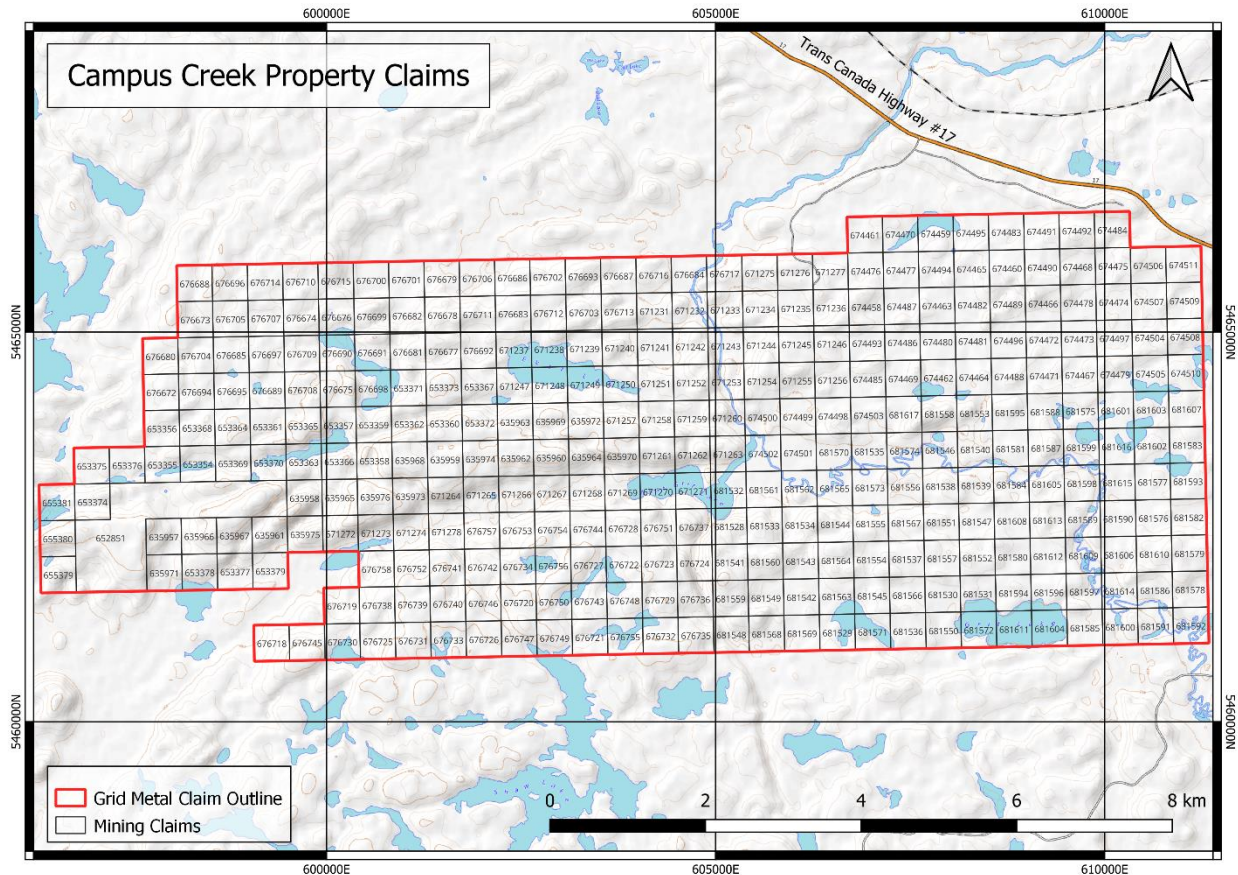 600000E 605000E 610000E
Campus Creek Property Claims
17
Trans Canada Highway #17
17
674461 674470 674459 674495 674483 674491 674492 674484
676688 676696 676714 676710 676715 676700 676701 676679 676706 676686 676702 676693 676687 676716 676684 676717 671275 671276 671277 674476 674477 674494 674465 674460 674490 674468 674475 674506 674511
676673 676705 676707 676674 676676 676699 676682 676678 676711 676683 676712 676703 676713 671231 671232 671233 671234 671235 671236 674458 674487 674463 674482 674489 674466 674478 674474 674507 674509
5465000N 5465000N
676680 676704 676685 676697 676709 676690 676691 676681 676677 676692 671237 671238 671239 671240 671241 671242 671243 671244 671245 671246 674493 674486 674480 674481 674496 674472 674473 674497 674504 674508
676672 676694 676695 676689 676708 676675 676698 653371 653373 653367 671247 671248 671249 671250 671251 671252 671253 671254 671255 671256 674485 674469 674462 674464 674488 674471 674467 674479 674505 674510
653356 653368 653364 653361 653365 653357 653359 653362 653360 653372 635963 635969 635972 671257 671258 671259 671260 674500 674499 674498 674503 681617 681558 681553 681595 681588 681575 681601 681603 681607
653375 653376 653355 653354 653369 653370 653363 653366 653358 635968 635959 635974 635962 635960 635964 635970 671261 671262 671263 674502 674501 681570 681535 681574 681546 681540 681581 681587 681599 681616 681602 681583
655381 653374 635958 635965 635976 635973 671264 671265 671266 671267 671268 671269 671270 671271 681532 681561 681562 681565 681573 681556 681538 681539 681584 681605 681598 681615 681577 681593
655380 652851 635957 635966 635967 635961 635975 671272 671273 671274 671278 676757 676753 676754 676744 676728 676751 676737 681528 681533 681534 681544 681555 681567 681551 681547 681608 681613 681589 681590 681576 681582
655379 635971 653378 653377 653379 676758 676752 676741 676742 676734 676756 676727 676722 676723 676724 681541 681560 681543 681564 681554 681537 681557 681552 681580 681612 681609 681606 681610 681579
676719 676738 676739 676740 676746 676720 676750 676743 676748 676729 676736 681559 681549 681542 681563 681545 681566 681530 681531 681594 681596 681597 681614 681586 681578
676718 676745 676730 676725 676731 676733 676726 676747 676749 676721 676755 676732 676735 681548 681568 681569 681529 681571 681536 681550 681572 681611 681604 681585 681600 681591 681592
5460000N 5460000N
Grid Metal Claim Outline
Mining Claims
0 2 4 6 8 km
600000E 605000E 610000E